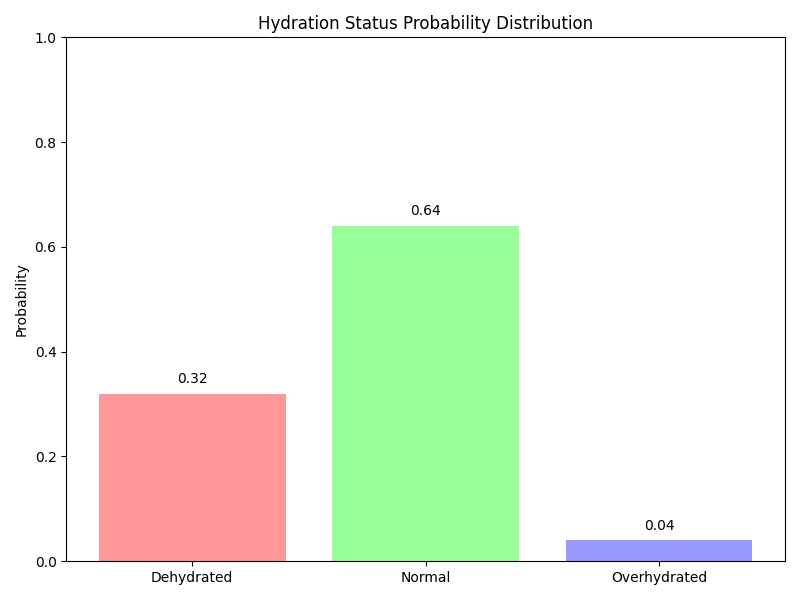 Hydration Status Probability Distribution
1.0
0.8
0.6
0.4
0.2
0.0
Probability
0.32
0.64
0.04
Dehydrated
Normal
Overhydrated